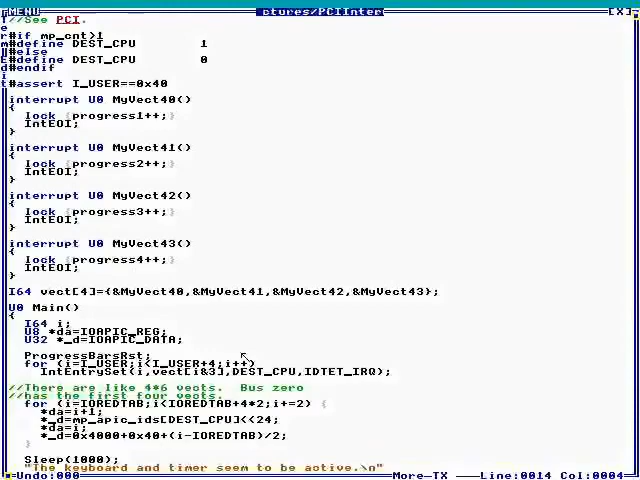 MENU
ctures/PCIInter
[X]
//See PCI.
#if mp_cnt>1
#define DEST_CPU 1
#else
#define DEST_CPU 0
#endif
#assert I_USER==0x40
interrupt U0 MyVect40()
{
lock {progress1++;}
IntEOI;
}
interrupt U0 MyVect41()
{
lock {progress2++;}
IntEOI;
}
interrupt U0 MyVect42()
{
lock {progress3++;}
IntEOI;
}
interrupt U0 MyVect43()
{
lock {progress4++;}
IntEOI;
}
I64 vect[4]={&MyVect40,&MyVect41,&MyVect42,&MyVect43};
U0 Main()
{
I64 i;
U8 *da=IOAPIC_REG;
U32 *_d=IOAPIC_DATA;
ProgressBarsRst;
for (i=I_USER;i<I_USER+4;i++)
IntEntrySet(i,vect[i&3],DEST_CPU,IDTET_IRQ);
//There are like 4*6 vects. Bus zero
//has the first four vects.
for (i=IOREDTAB;i<IOREDTAB+4*2;i+=2) {
*da=i+1;
*_d=mp_apic_ids[DEST_CPU]<<24;
*da=i;
*_d=0x4000+0x40+(i-IOREDTAB)/2;
}
Sleep(1000);
"The keyboard and timer seem to be active.\n"
Undo:000
More-TX
Line:0014 Col:0004